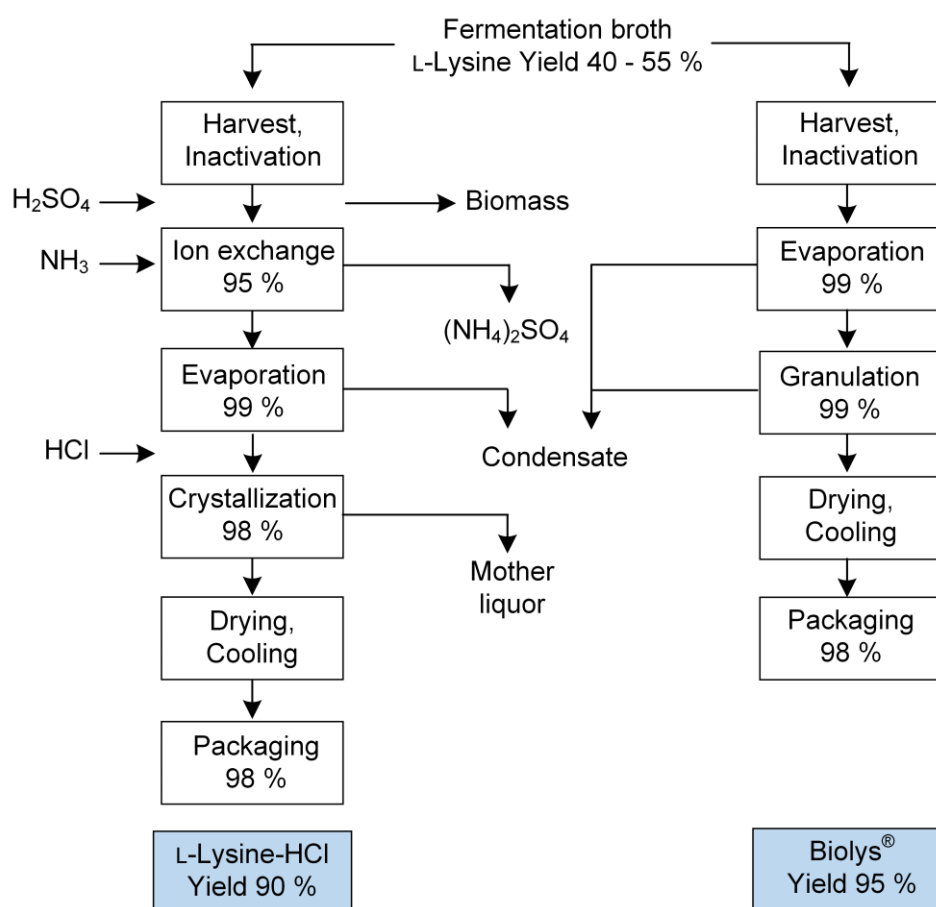 Fermentation broth
L-Lysine Yield 40 - 55 %
Harvest,
Inactivation
H₂SO₄
Biomass
NH₃
Ion exchange
95 %
(NH₄)₂SO₄
Evaporation
99 %
HCl
Condensate
Crystallization
98 %
Mother
liquor
Drying,
Cooling
Packaging
98 %
L-Lysine-HCl
Yield 90 %
Harvest,
Inactivation
Evaporation
99 %
Granulation
99 %
Drying,
Cooling
Packaging
98 %
Biolys®
Yield 95 %